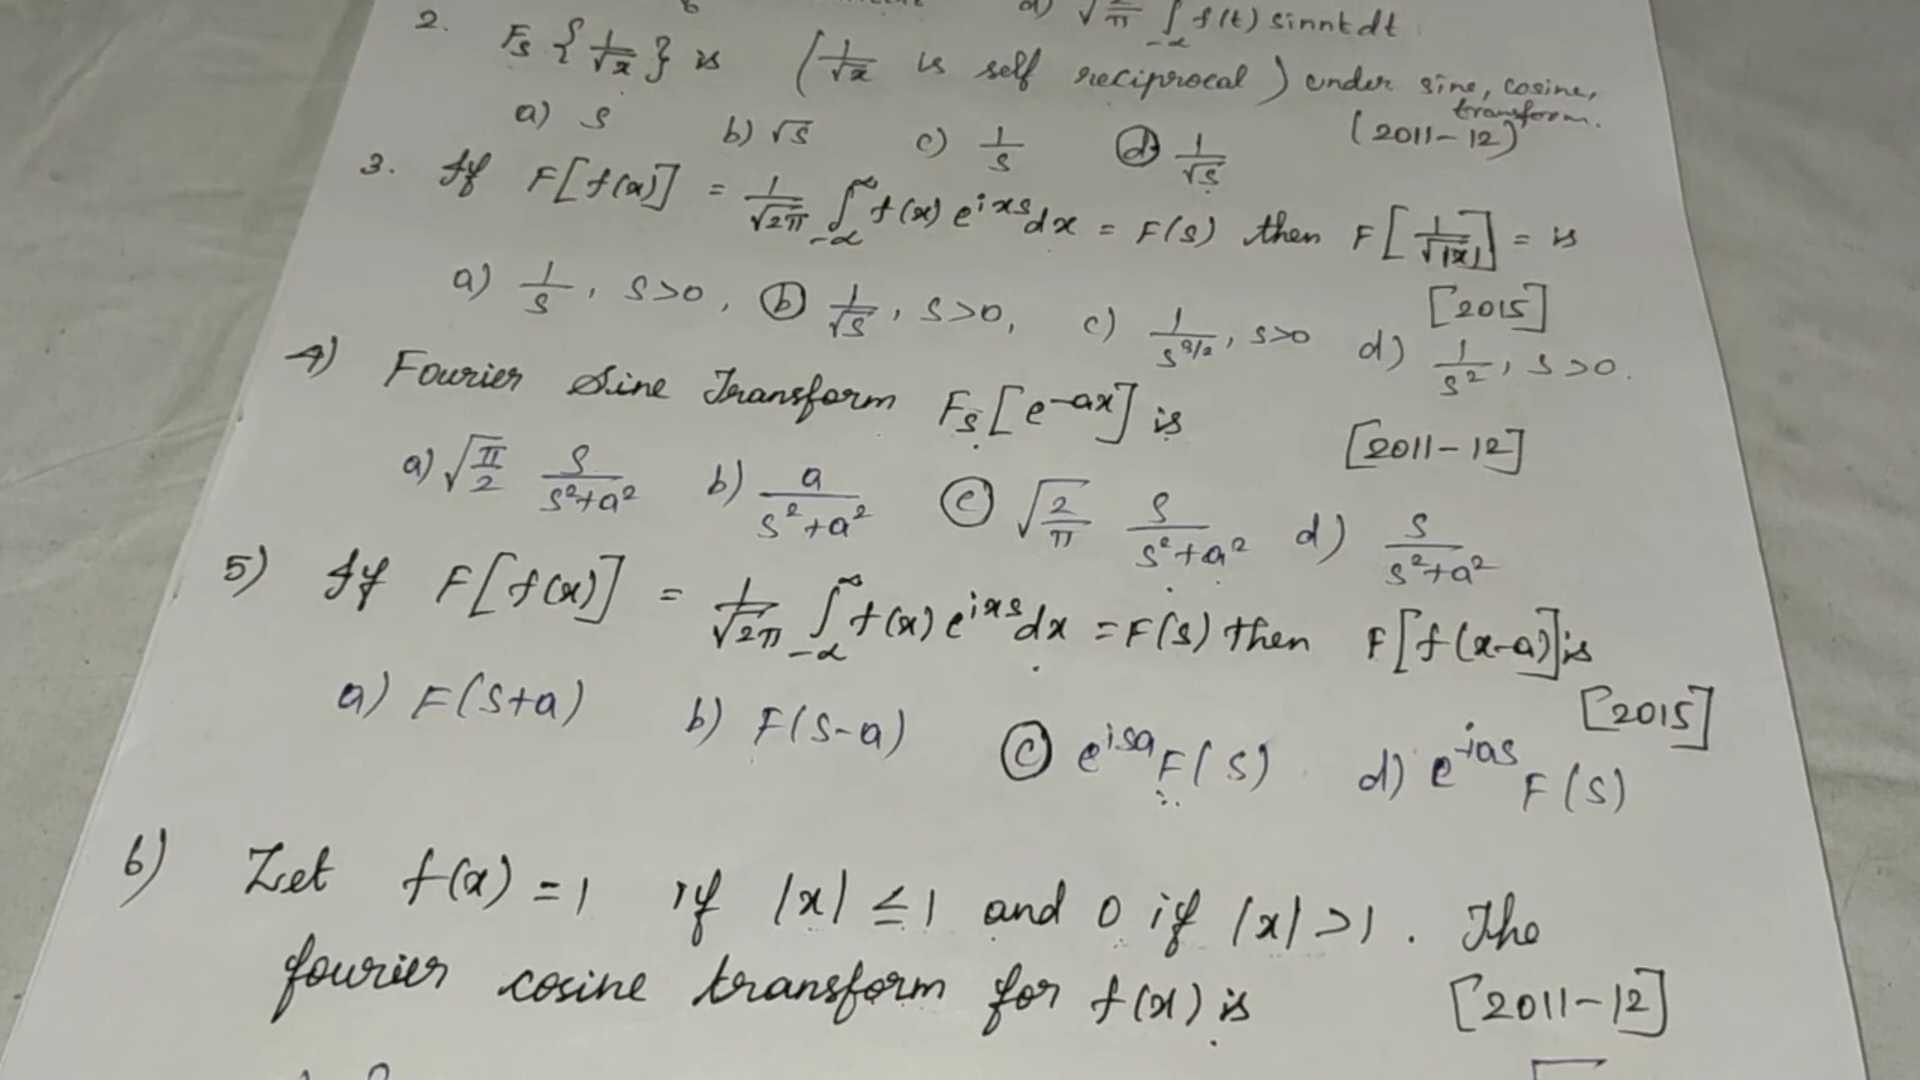 d) √2/π ∫_{-∝} f(t) sinnt dt
2. Fs {1/√x} is (1/√x is self reciprocal) under sine, cosine, transform.
a) s b) √s c) 1/s (d) 1/√s (2011-12)
3. If F[f(x)] = 1/√2π ∫_{-∝}^{∞} f(x) e^{ixs} dx = F(s) then F[1/√|x|] = is
a) 1/s, s>0, (b) 1/√s, s>0, c) 1/s^{3/2}, s>0 d) 1/s², s>0. [2015]
4) Fourier Sine Transform Fs[e^{-ax}] is [2011-12]
a) √π/2 s/s²+a² b) a/s²+a² (c) √2/π s/s²+a² d) s/s²+a²
5) If F[f(x)] = 1/√2π ∫_{-∝}^{∞} f(x) e^{ixs} dx = F(s) then F[f(x-a)] is [2015]
a) F(s+a) b) F(s-a) (c) e^{isa} F(s) d) e^{-ias} F(s)
6) Let f(x) = 1 if |x| ≤ 1 and 0 if |x| > 1. The
fourier cosine transform for f(x) is [2011-12]